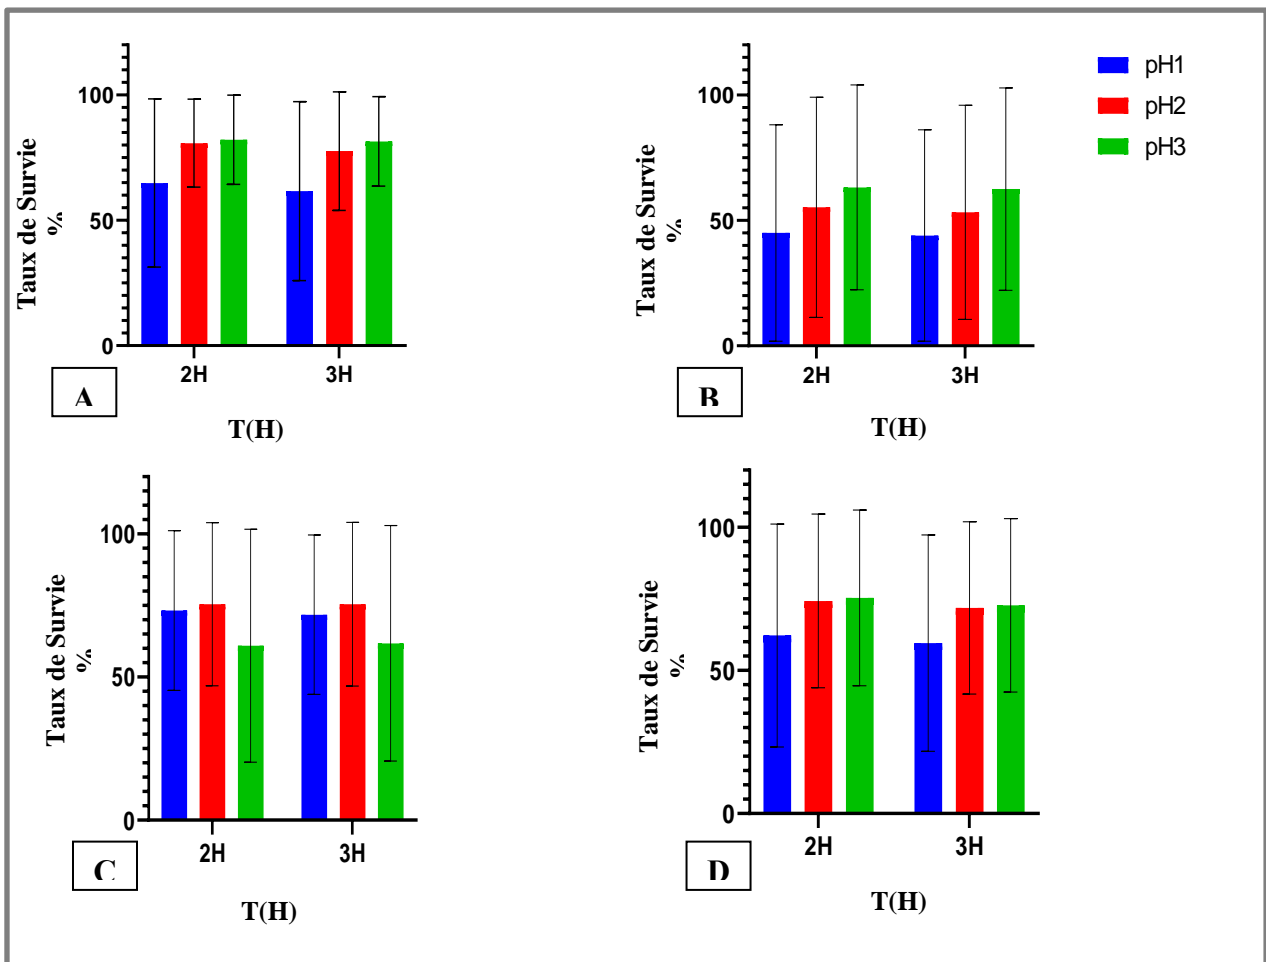 100
50
0
Taux de Survie
%
2H
3H
A
T(H)
100
50
0
Taux de Survie
%
2H
3H
B
T(H)
pH1
pH2
pH3
100
50
0
Taux de Survie
%
2H
3H
C
T(H)
100
50
0
Taux de Survie
%
2H
3H
D
T(H)